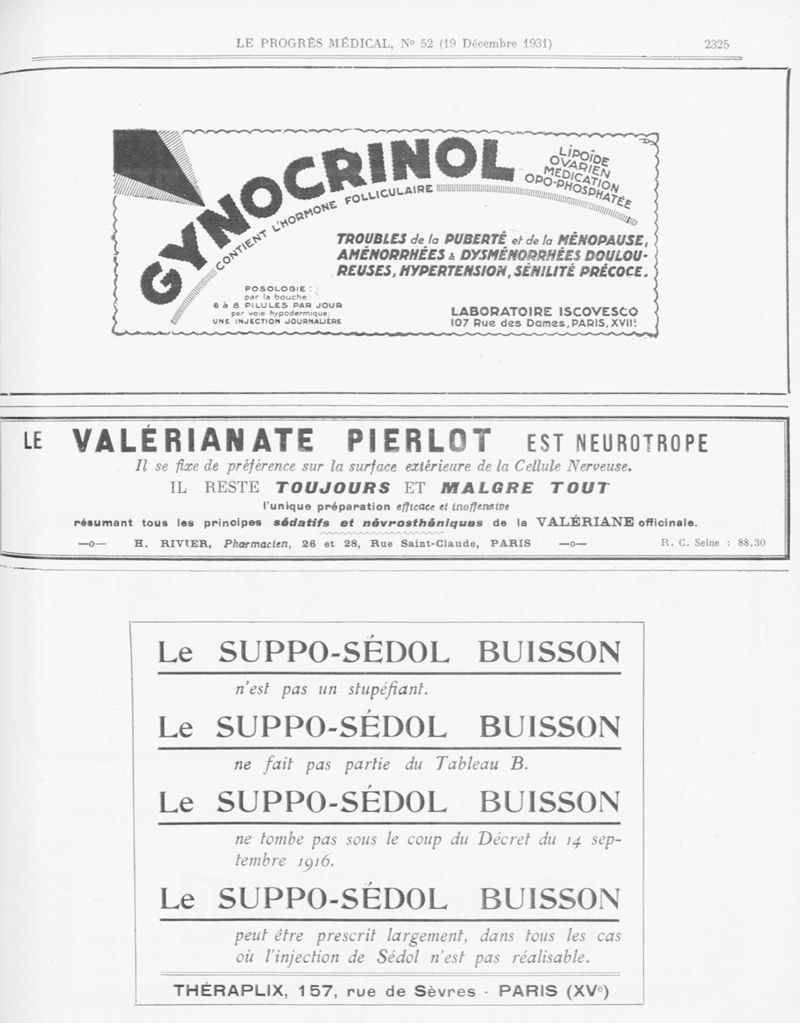 LE PROGRÈS MÉDICAL, No 52 (19 Décembre 1931) 2325
GYNOCRINOL
CONTIENT L'HORMONE FOLLICULAIRE
LIPOÏDE
OVARIEN
MEDICATION
OPO-PHOSPHATÉE
TROUBLES de la PUBERTÉ et de la MÉNOPAUSE,
AMÉNORRHÉES & DYSMÉNORRHÉES DOULOU-
REUSES, HYPERTENSION, SÉNILITÉ PRÉCOCE.
POSOLOGIE:
par la bouche:
6 à 8 PILULES PAR JOUR
par voie hypodermique:
UNE INJECTION JOURNALIÈRE
LABORATOIRE ISCOVESCO
107 Rue des Dames, PARIS, XVIIe.
LE VALÉRIANATE PIERLOT EST NEUROTROPE
Il se fixe de préférence sur la surface extérieure de la Cellule Nerveuse.
IL RESTE TOUJOURS ET MALGRE TOUT
l'unique préparation efficace et inoffensive
résumant tous les principes sédatifs et névrosthéniques de la VALÉRIANE officinale.
—o— H. RIVIER, Pharmacien, 26 et 28, Rue Saint-Claude, PARIS —o— R. C. Seine : 88.30
Le SUPPO-SÉDOL BUISSON
n'est pas un stupéfiant.
Le SUPPO-SÉDOL BUISSON
ne fait pas partie du Tableau B.
Le SUPPO-SÉDOL BUISSON
ne tombe pas sous le coup du Décret du 14 sep-
tembre 1916.
Le SUPPO-SÉDOL BUISSON
peut être prescrit largement, dans tous les cas
où l'injection de Sédol n'est pas réalisable.
THÉRAPLIX, 157, rue de Sèvres - PARIS (XVe)